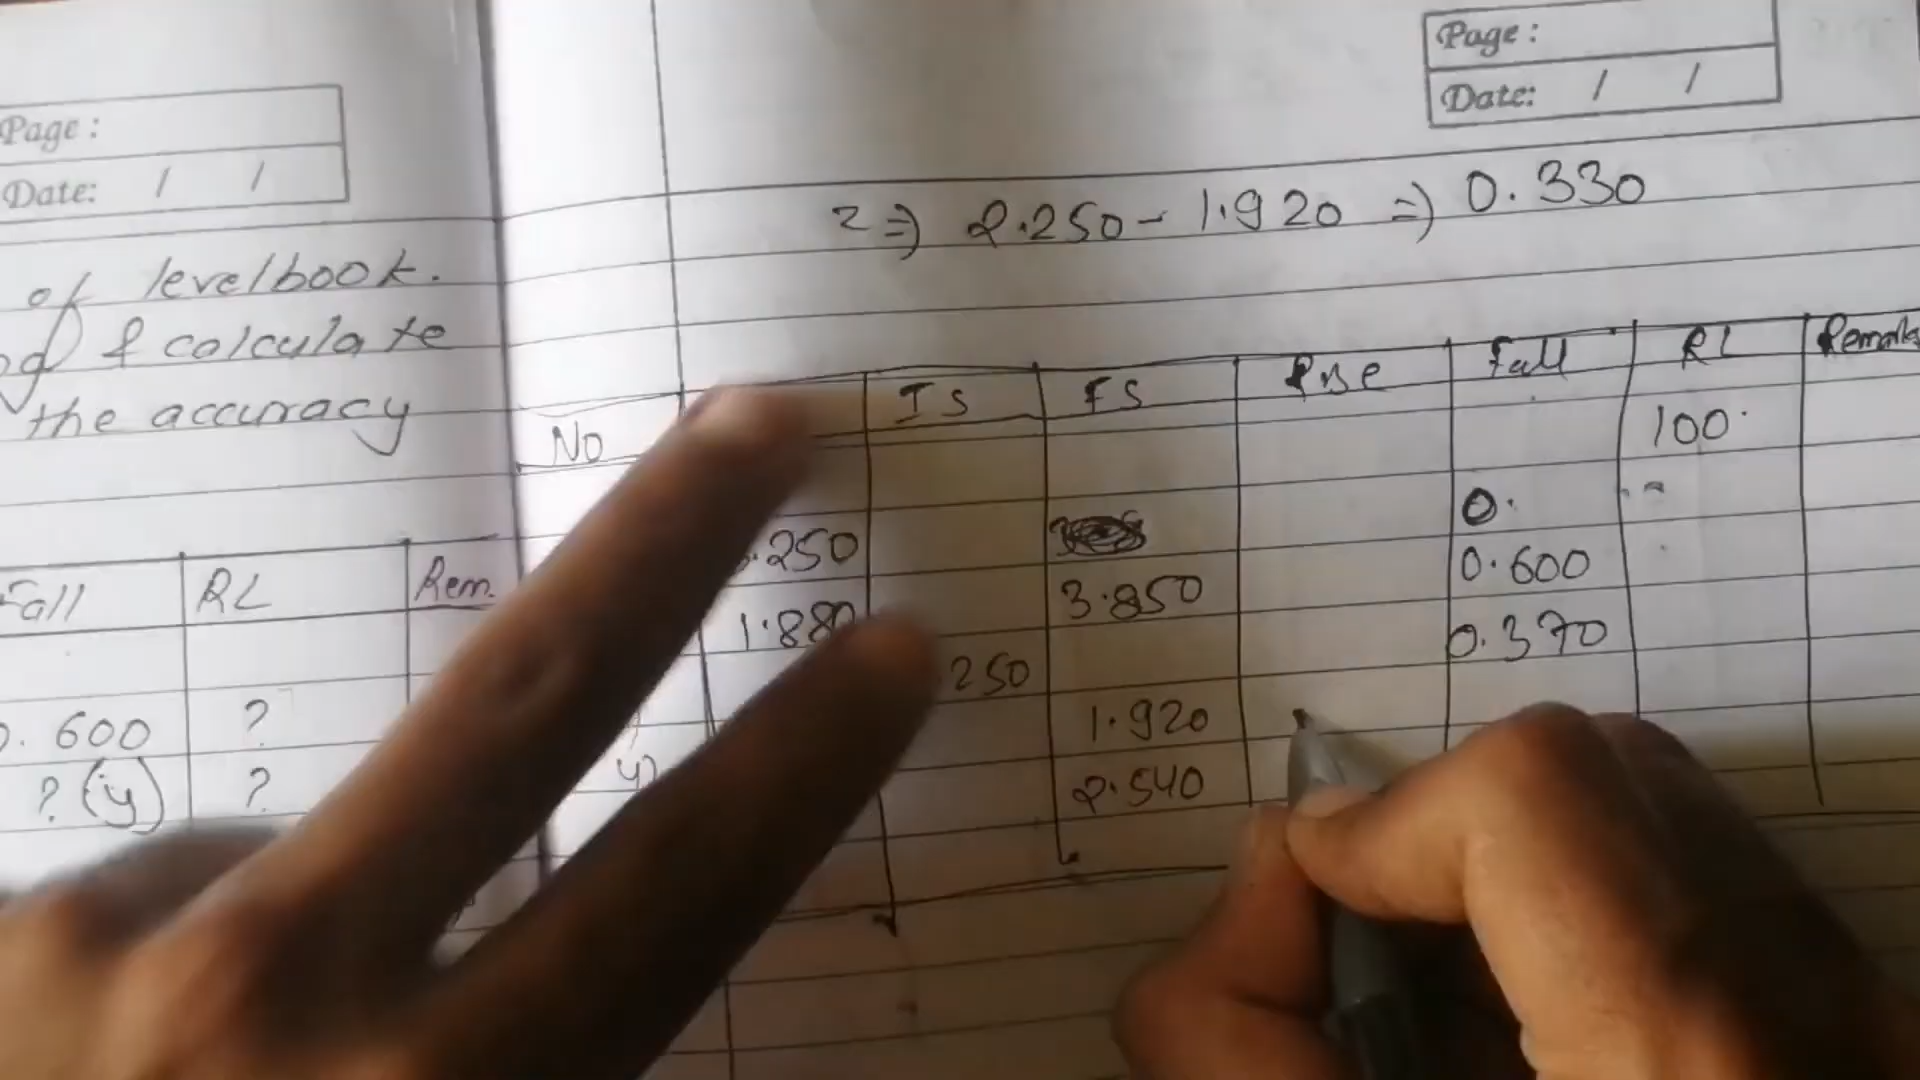 Page :
Date: / /
of levelbook.
& calculate
the accuracy
Fall RL Rem.
0.600 ?
? (y) ?
Page :
Date: / /
2 => 2.250 - 1.920 => 0.330
No IS FS Rise Fall RL Remarks
100.
.250 0.
1.880 3.850 0.600
250 0.370
1.920
y) 2.540